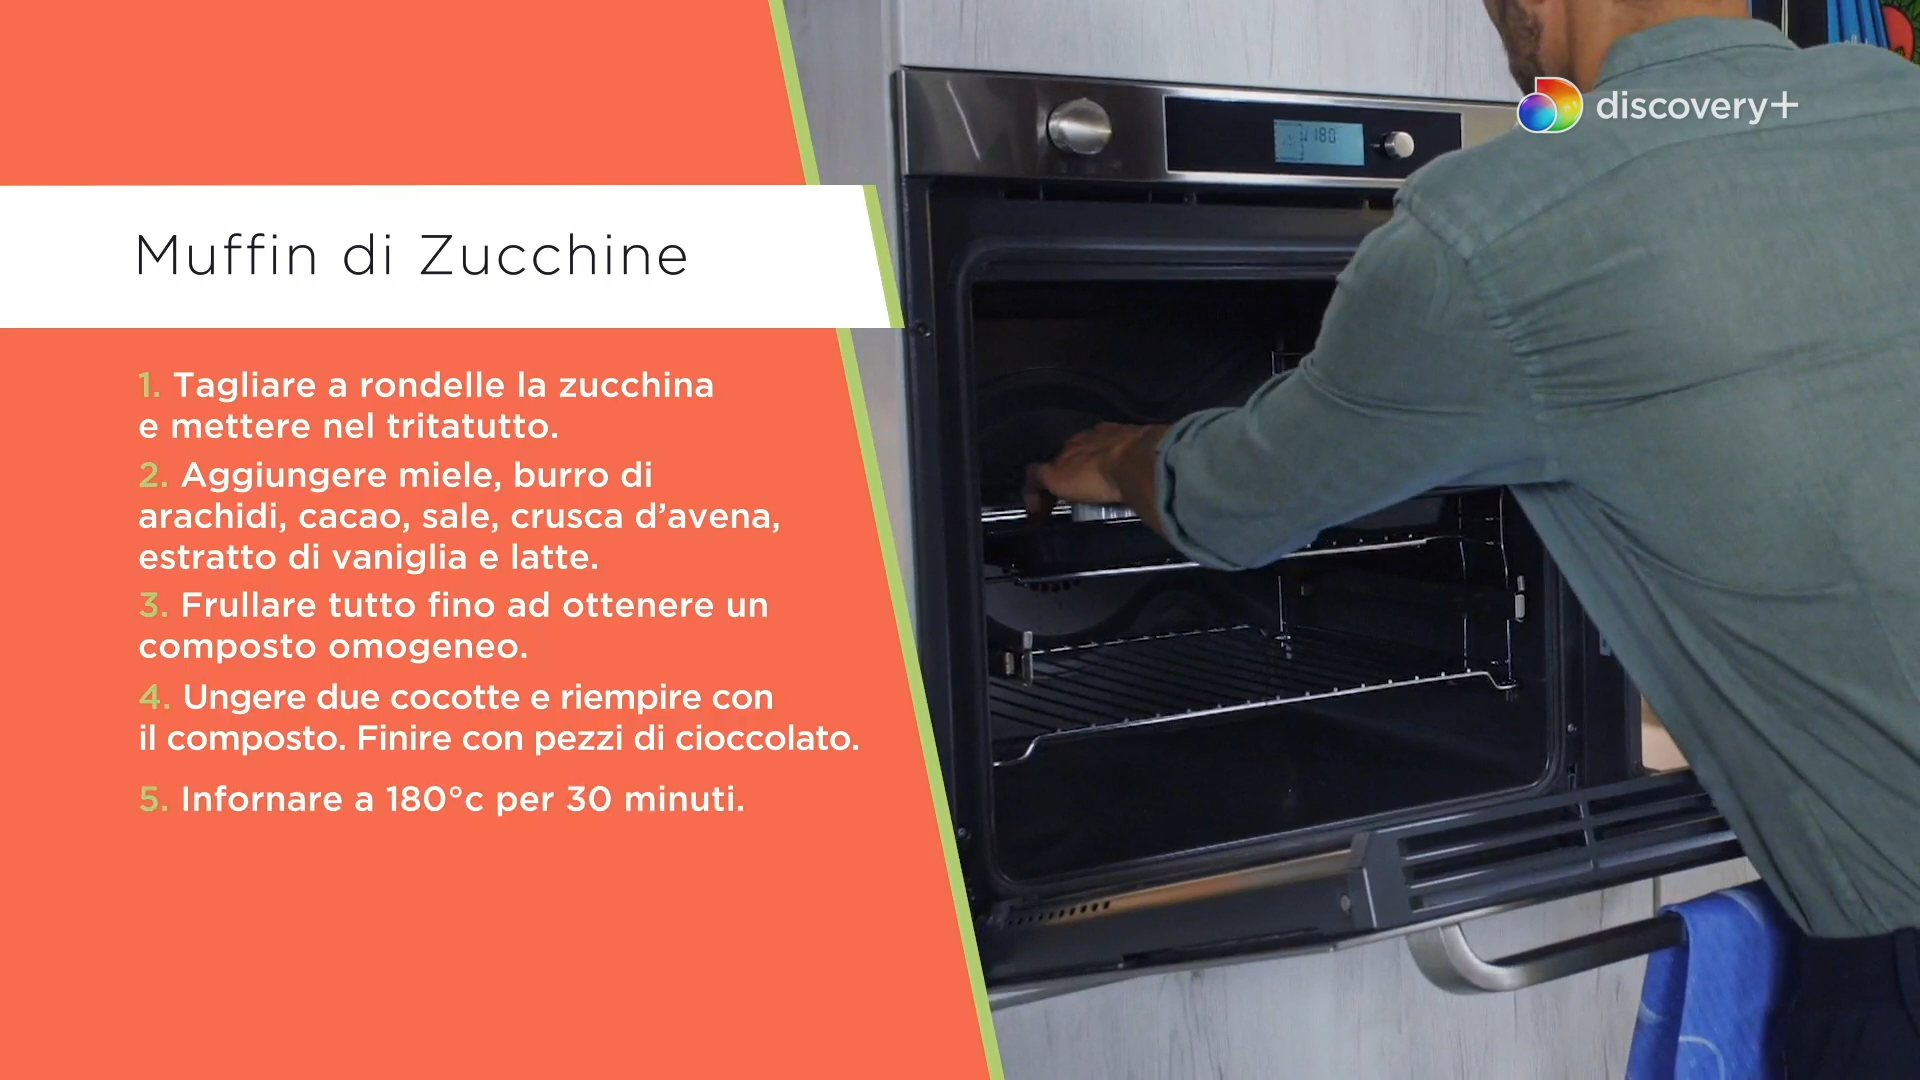 discovery+
180
Muffin di Zucchine
1. Tagliare a rondelle la zucchina
e mettere nel tritatutto.
2. Aggiungere miele, burro di
arachidi, cacao, sale, crusca d’avena,
estratto di vaniglia e latte.
3. Frullare tutto fino ad ottenere un
composto omogeneo.
4. Ungere due cocotte e riempire con
il composto. Finire con pezzi di cioccolato.
5. Infornare a 180°c per 30 minuti.